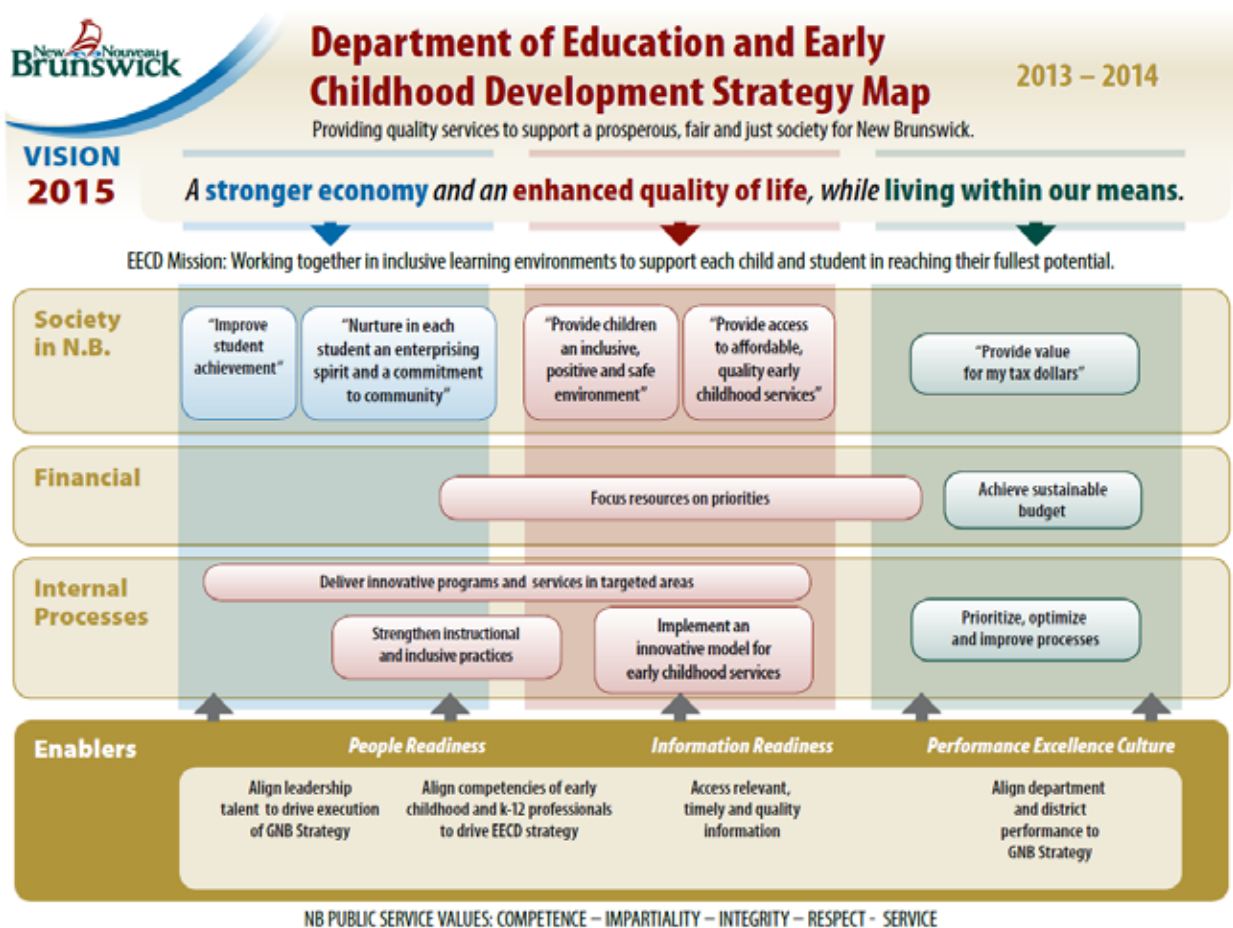 New Nouveau
Brunswick
Department of Education and Early
Childhood Development Strategy Map
2013 – 2014
Providing quality services to support a prosperous, fair and just society for New Brunswick.
VISION
2015
A stronger economy and an enhanced quality of life, while living within our means.
EECD Mission: Working together in inclusive learning environments to support each child and student in reaching their fullest potential.
Society
in N.B.
"Improve
student
achievement"
"Nurture in each
student an enterprising
spirit and a commitment
to community"
"Provide children
an inclusive,
positive and safe
environment"
"Provide access
to affordable,
quality early
childhood services"
"Provide value
for my tax dollars"
Financial
Focus resources on priorities
Achieve sustainable
budget
Internal
Processes
Deliver innovative programs and services in targeted areas
Strengthen instructional
and inclusive practices
Implement an
innovative model for
early childhood services
Prioritize, optimize
and improve processes
Enablers
People Readiness
Information Readiness
Performance Excellence Culture
Align leadership
talent to drive execution
of GNB Strategy
Align competencies of early
childhood and k-12 professionals
to drive EECD strategy
Access relevant,
timely and quality
information
Align department
and district
performance to
GNB Strategy
NB PUBLIC SERVICE VALUES: COMPETENCE – IMPARTIALITY – INTEGRITY – RESPECT - SERVICE